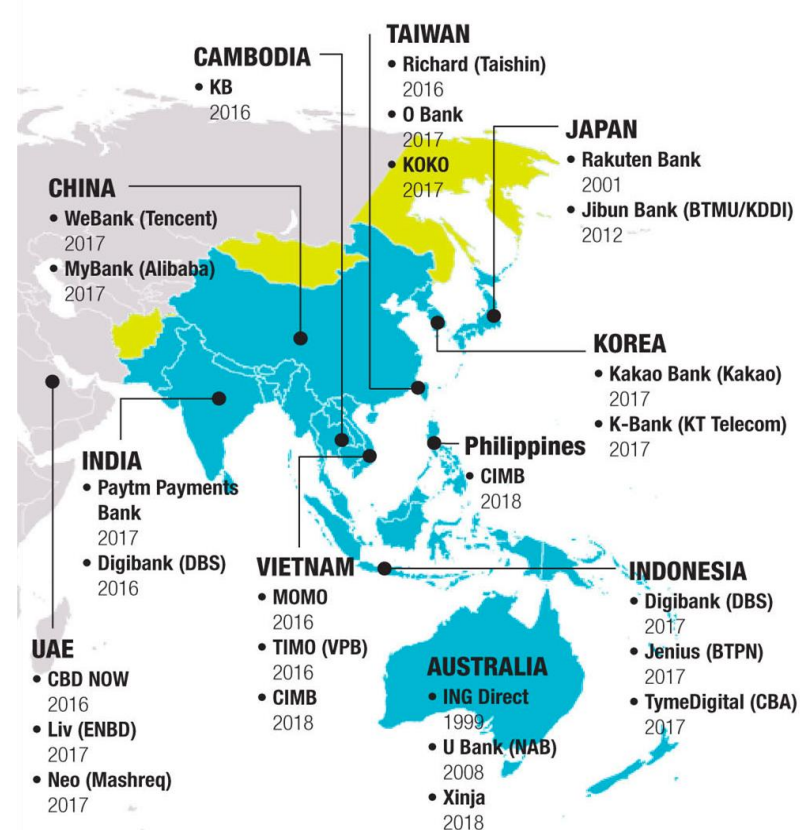 TAIWAN
• Richard (Taishin)
2016
• O Bank
2017
• KOKO
2017
CAMBODIA
• KB
2016
JAPAN
• Rakuten Bank
2001
• Jibun Bank (BTMU/KDDI)
2012
CHINA
• WeBank (Tencent)
2017
• MyBank (Alibaba)
2017
KOREA
• Kakao Bank (Kakao)
2017
• K-Bank (KT Telecom)
2017
Philippines
• CIMB
2018
INDIA
• Paytm Payments
Bank
2017
• Digibank (DBS)
2016
VIETNAM
• MOMO
2016
• TIMO (VPB)
2016
• CIMB
2018
INDONESIA
• Digibank (DBS)
2017
• Jenius (BTPN)
2017
• TymeDigital (CBA)
2017
UAE
• CBD NOW
2016
• Liv (ENBD)
2017
• Neo (Mashreq)
2017
AUSTRALIA
• ING Direct
1999
• U Bank (NAB)
2008
• Xinja
2018